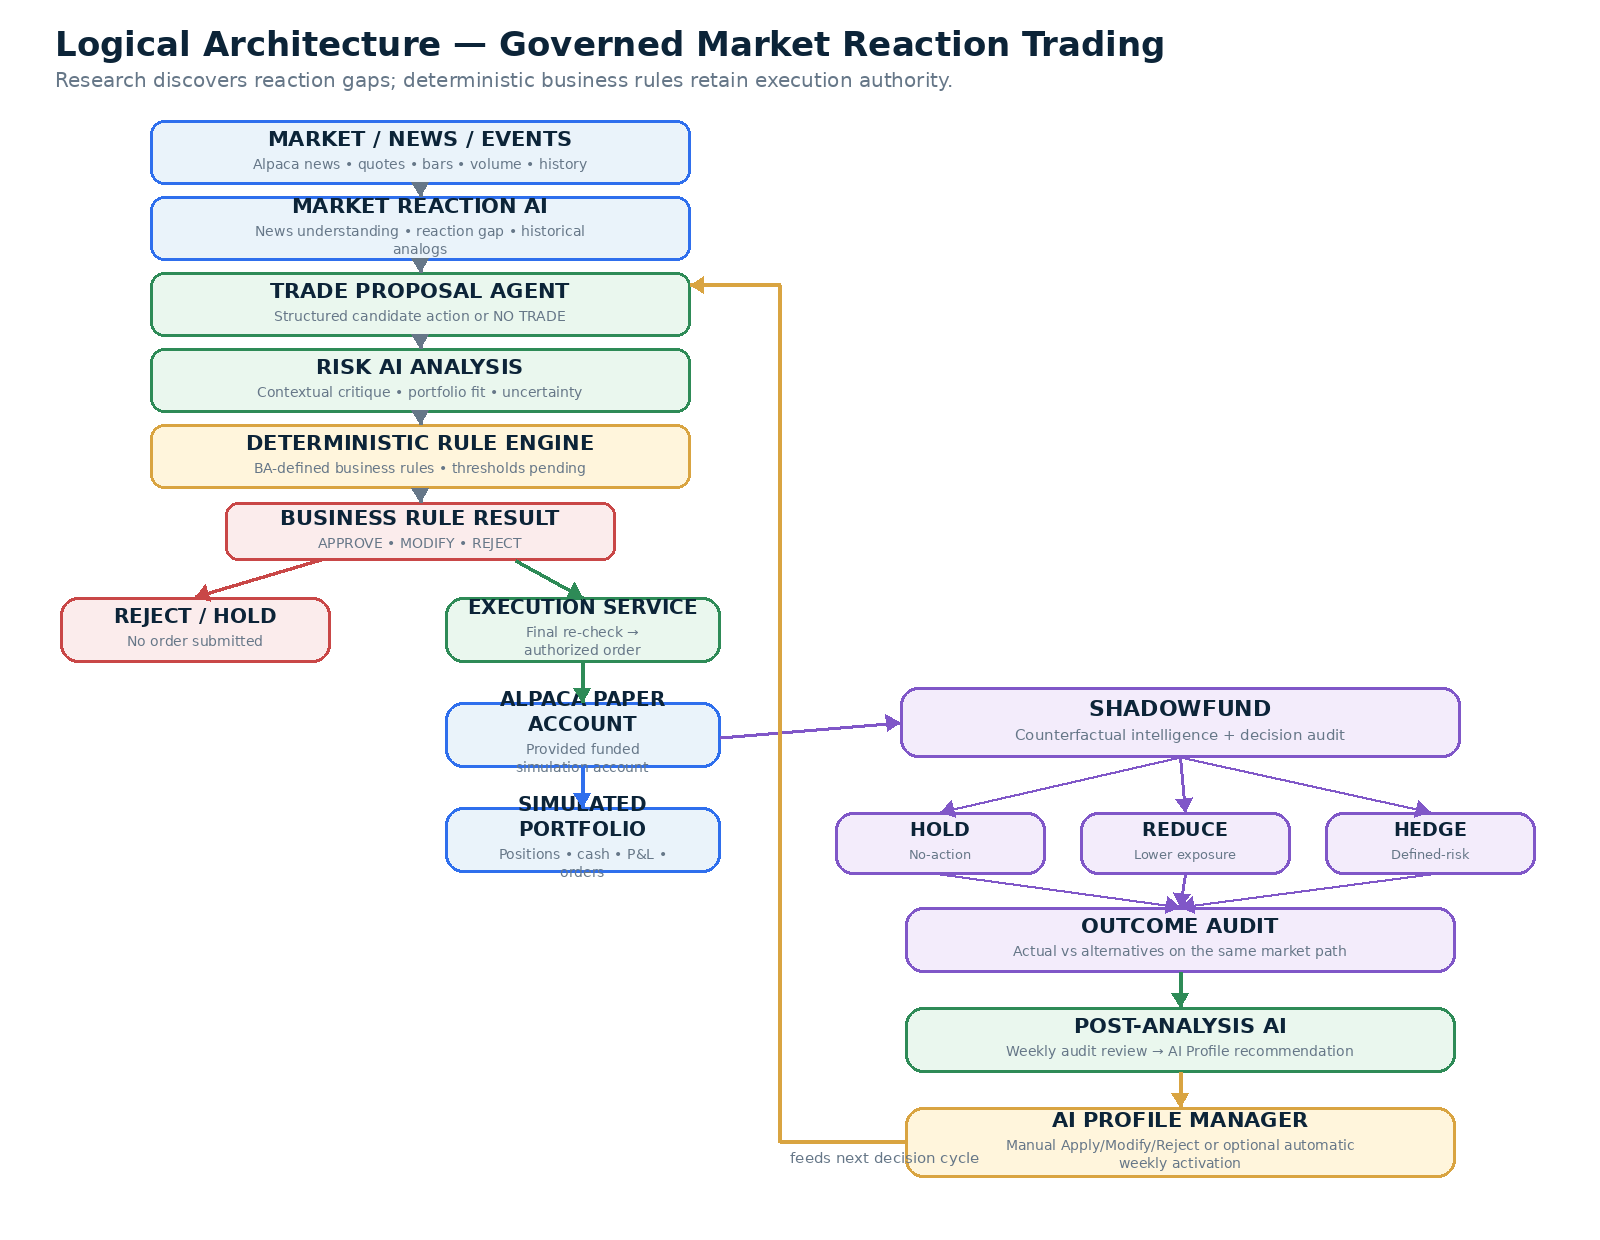 Logical Architecture — Governed Market Reaction Trading
Research discovers reaction gaps; deterministic business rules retain execution authority.
MARKET / NEWS / EVENTS
Alpaca news • quotes • bars • volume • history
MARKET REACTION AI
News understanding • reaction gap • historical
analogs
TRADE PROPOSAL AGENT
Structured candidate action or NO TRADE
RISK AI ANALYSIS
Contextual critique • portfolio fit • uncertainty
DETERMINISTIC RULE ENGINE
BA-defined business rules • thresholds pending
BUSINESS RULE RESULT
APPROVE • MODIFY • REJECT
REJECT / HOLD
No order submitted
EXECUTION SERVICE
Final re-check →
authorized order
ALPACA PAPER
ACCOUNT
Provided funded
simulation account
SIMULATED
PORTFOLIO
Positions • cash • P&L •
orders
SHADOWFUND
Counterfactual intelligence + decision audit
HOLD
No-action
REDUCE
Lower exposure
HEDGE
Defined-risk
OUTCOME AUDIT
Actual vs alternatives on the same market path
POST-ANALYSIS AI
Weekly audit review → AI Profile recommendation
AI PROFILE MANAGER
Manual Apply/Modify/Reject or optional automatic
weekly activation
feeds next decision cycle